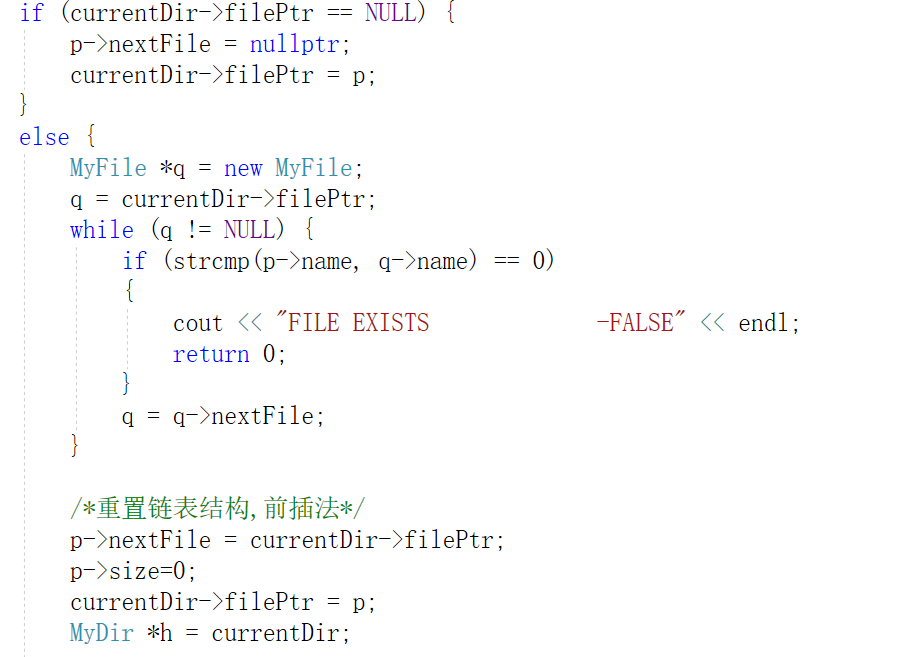 if (currentDir->filePtr == NULL) {
    p->nextFile = nullptr;
    currentDir->filePtr = p;
}
else {
    MyFile *q = new MyFile;
    q = currentDir->filePtr;
    while (q != NULL) {
        if (strcmp(p->name, q->name) == 0)
        {
            cout << "FILE EXISTS             -FALSE" << endl;
            return 0;
        }
        q = q->nextFile;
    }

    /*重置链表结构,前插法*/
    p->nextFile = currentDir->filePtr;
    p->size=0;
    currentDir->filePtr = p;
    MyDir *h = currentDir;